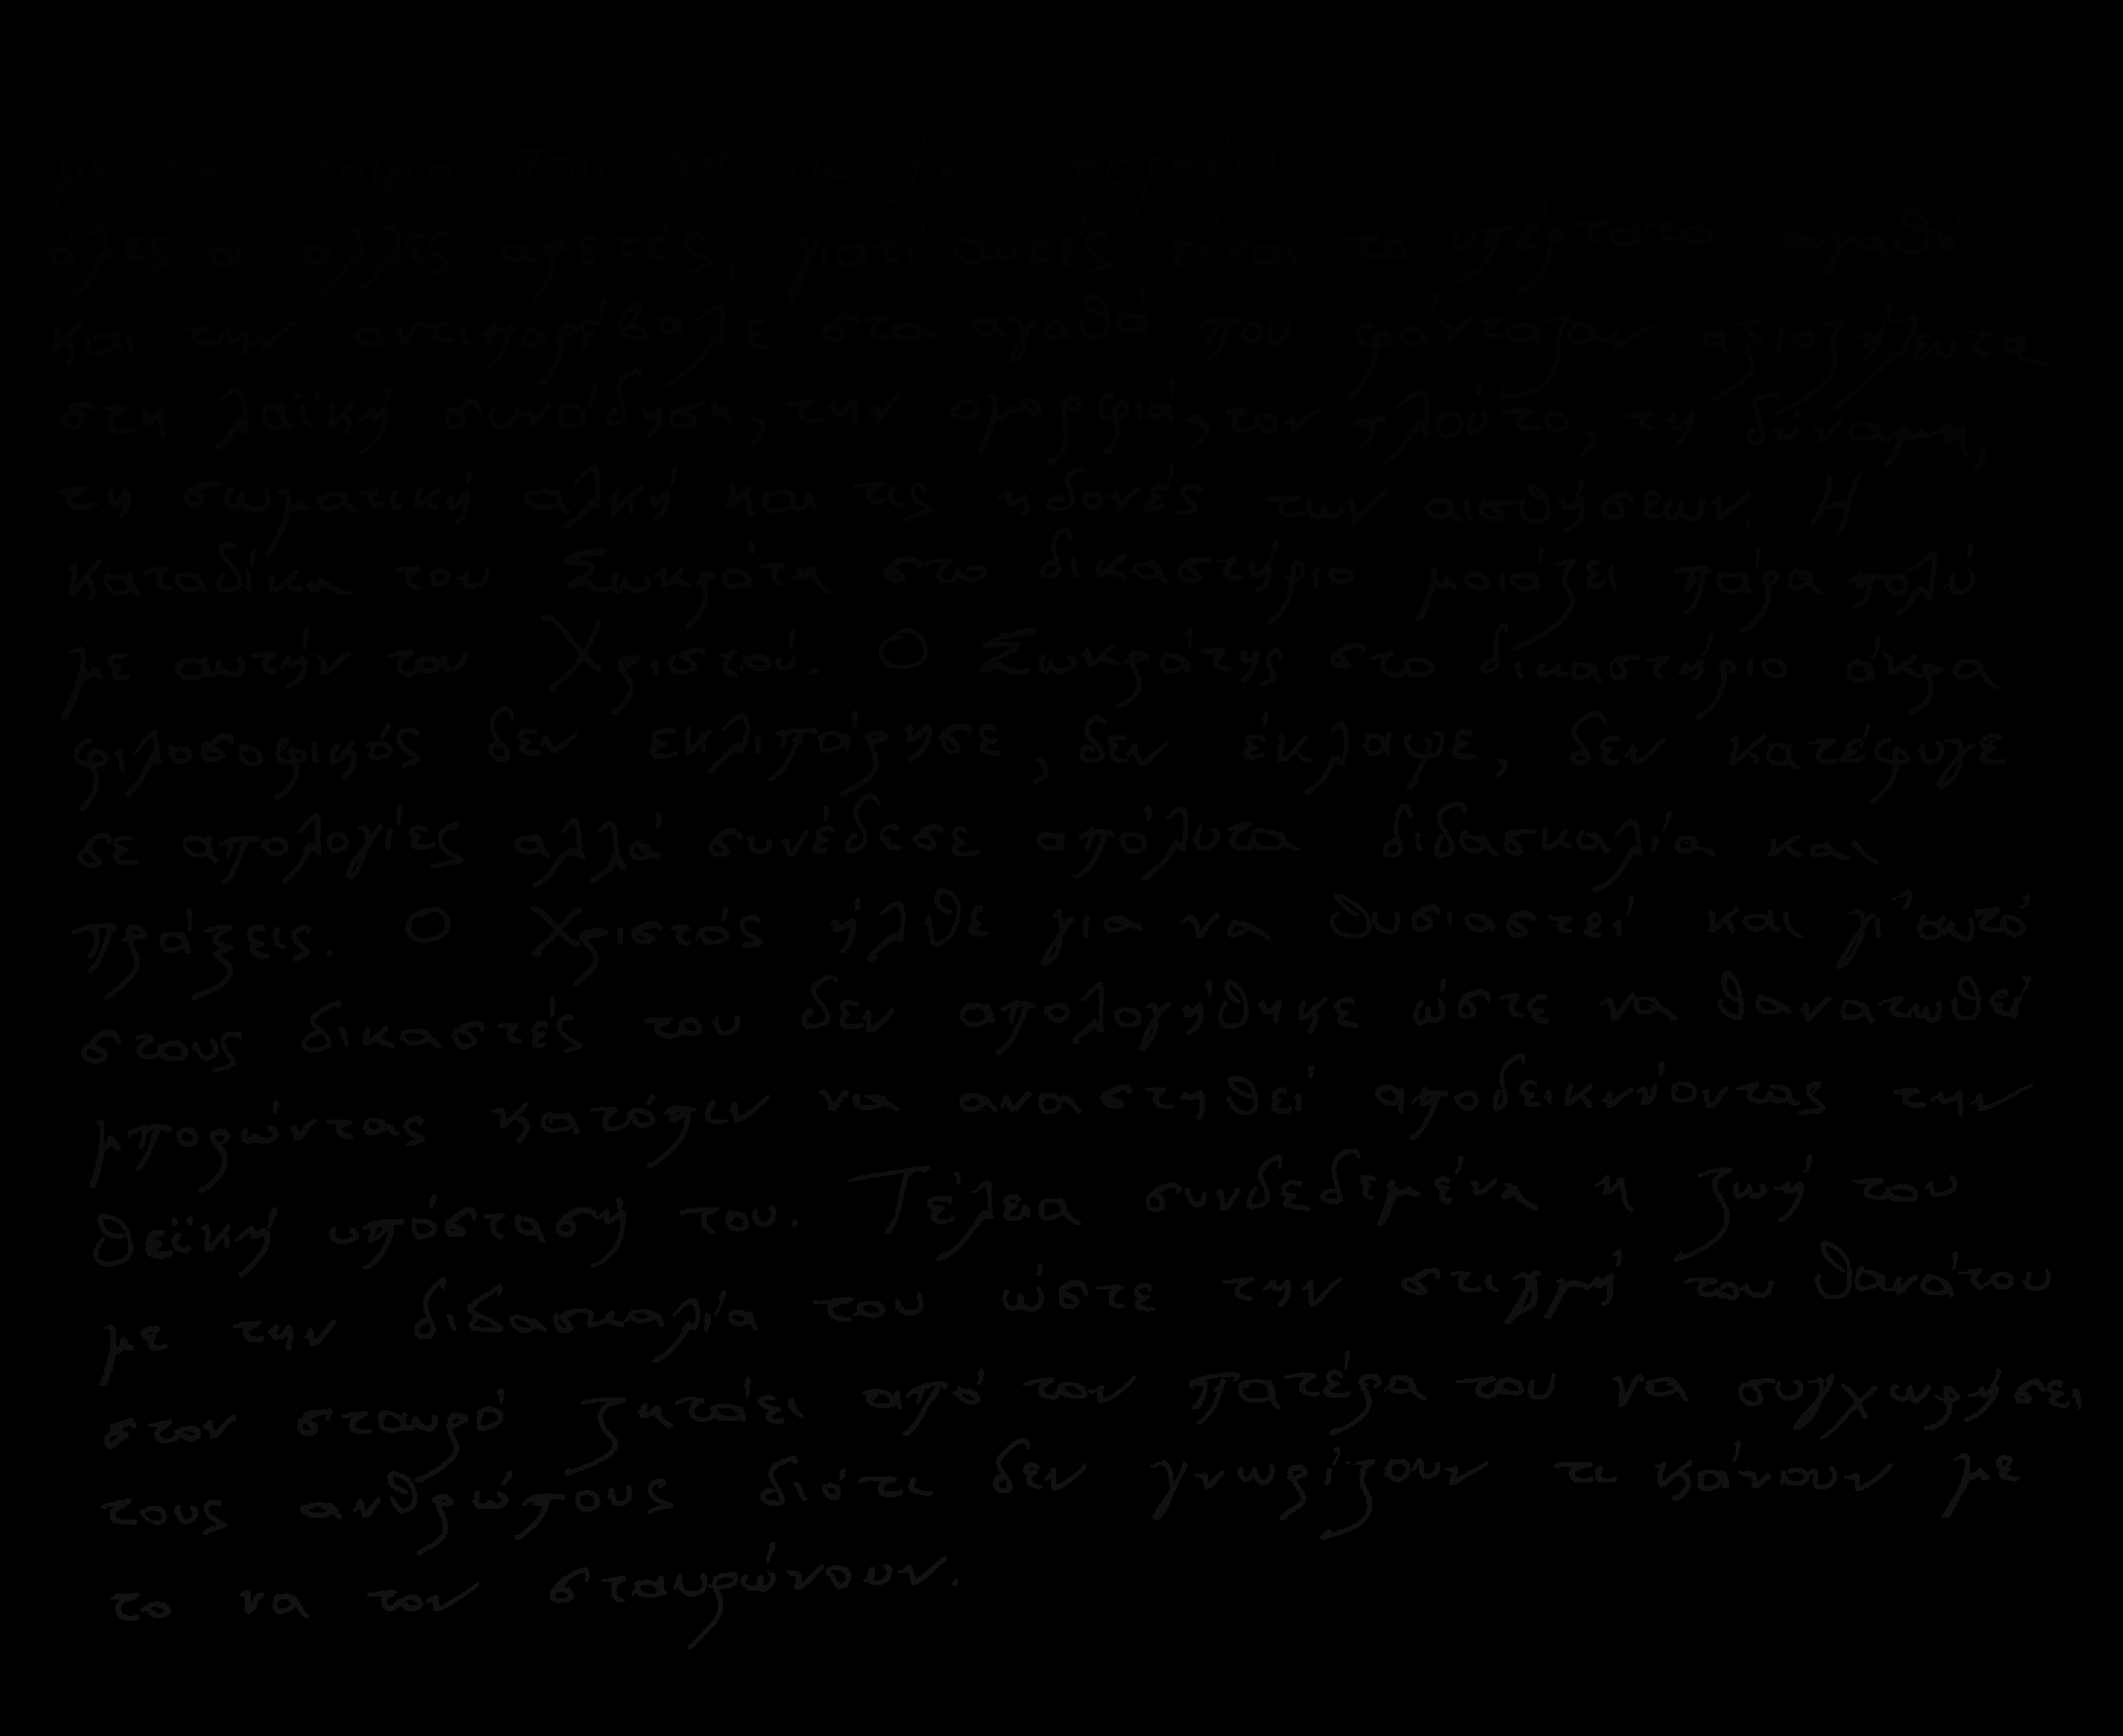 με την σοφία που απ' αυτήν απορρέουν
όλες οι άλλες αρετές, γιατί αυτές είναι το υπέρτατο αγαθό
και την αντιπαρέβαλε στα αγαθά που φάνταζαν αξιοζήλευτα
στη λαϊκή συνείδηση, την ομορφιά, τον πλούτο, τη δύναμη,
τη σωματική αλκή και τις ηδονές των αισθήσεων. Η
καταδίκη του Σωκράτη στο δικαστήριο μοιάζει πάρα πολύ
με αυτήν του Χριστού. Ο Σωκράτης στο δικαστήριο άκρα
φιλοσοφικός δεν εκλιπάρησε, δεν έκλαψε, δεν κατέφυγε
σε απολογίες αλλά συνέδεσε απόλυτα διδασκαλία και
πράξεις. Ο Χριστός ήλθε για να θυσιαστεί και γι'αυτό
στους δικαστές του δεν απολογήθηκε ώστε να θανατωθεί
μπορώντας κατόπιν να αναστηθεί αποδεικνύοντας την
θεϊκή υπόστασή του. Τέλεια συνδεδεμένα η ζωή του
με την διδασκαλία του ώστε την στιγμή του θανάτου
στον σταυρό ζητάει από τον πατέρα του να συγχωρήσει
τους ανθρώπους διότι δεν γνωρίζουν τι κάνουν με
το να τον σταυρώνουν.